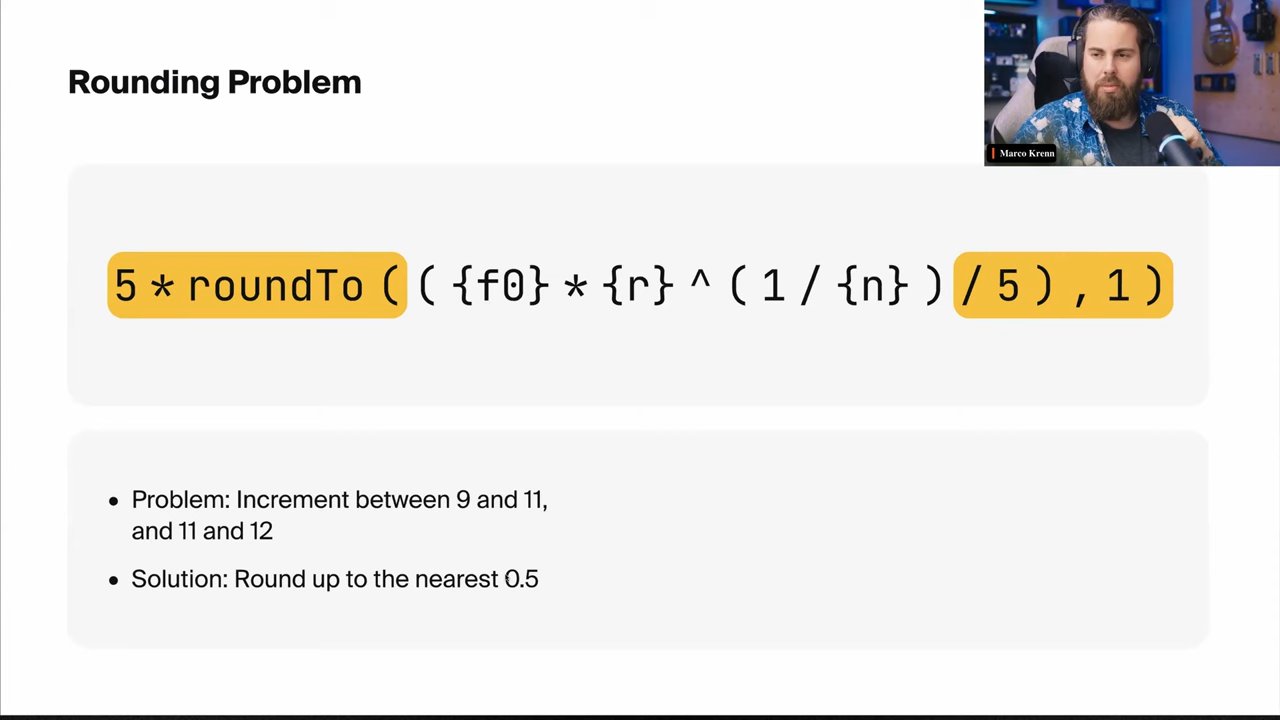 Rounding Problem
Marco Krenn
5*roundTo(({f0}*{r}^(1/{n})/5),1)
• Problem: Increment between 9 and 11,
and 11 and 12
• Solution: Round up to the nearest 0.5